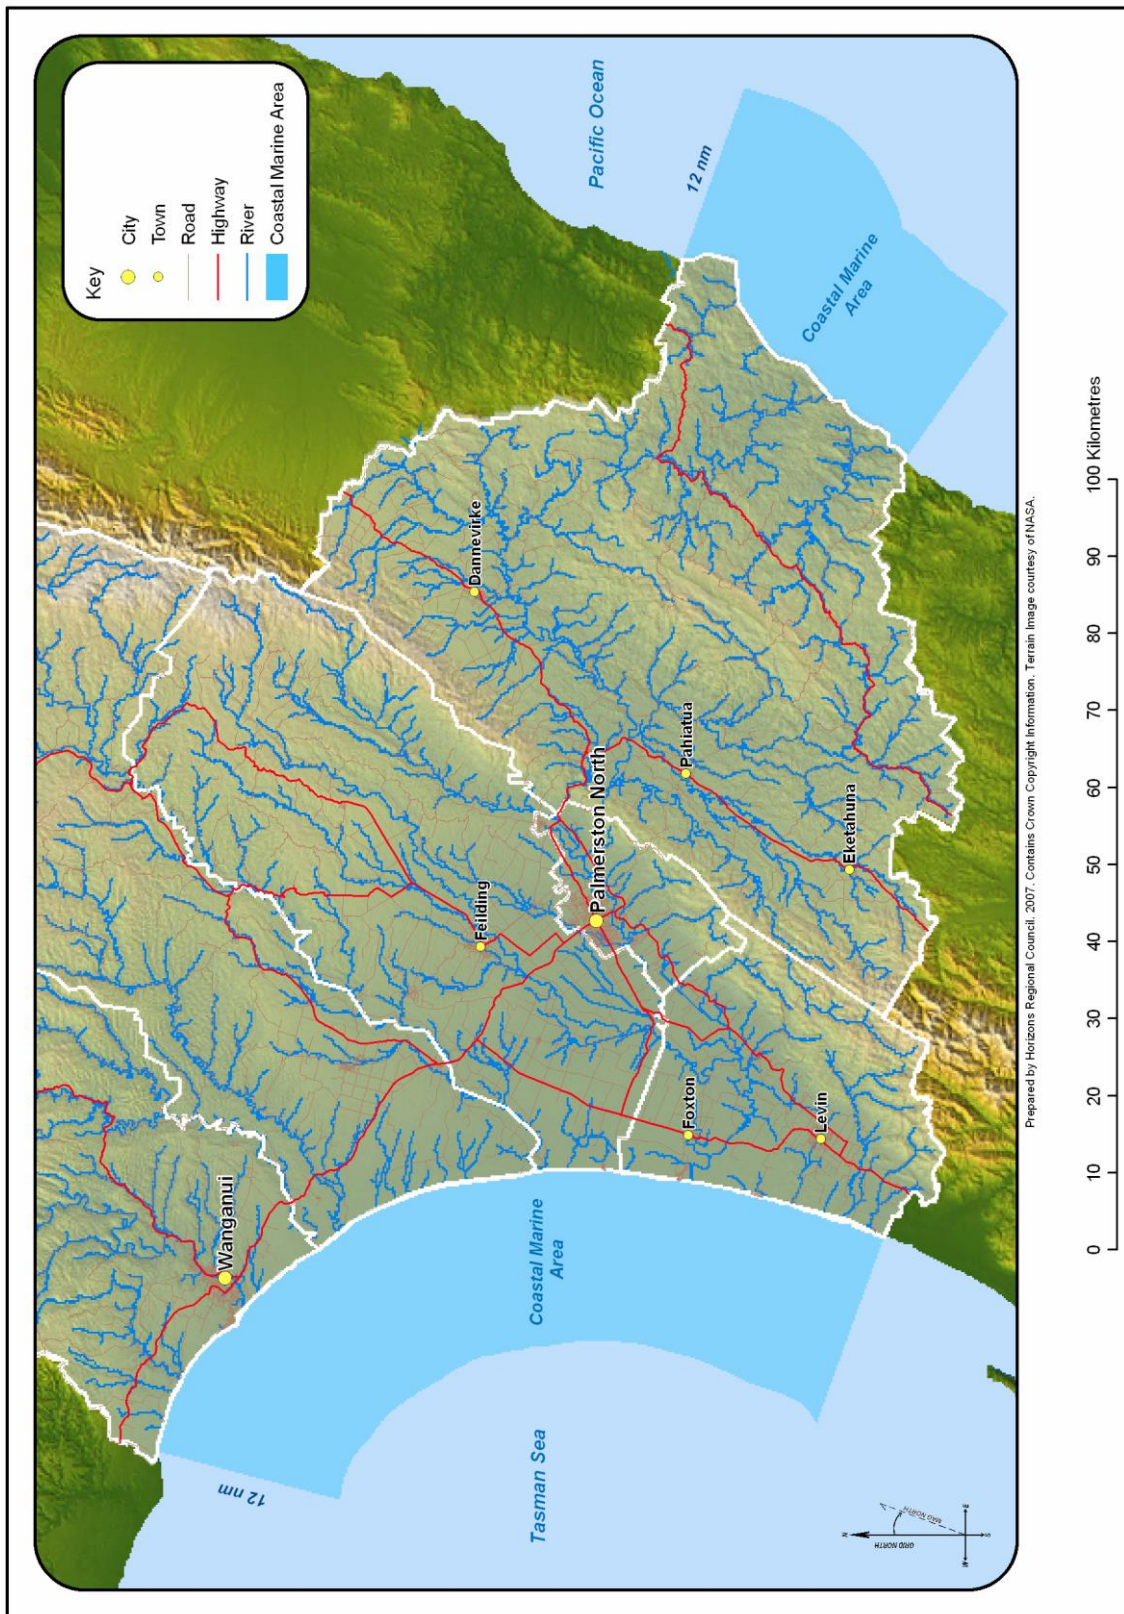 Key
City
Town
Road
Highway
River
Coastal Marine Area
Pacific Ocean
12 nm
Coastal Marine
Area
Dannevirke
Pahiatua
Palmerston North
Eketahuna
Feilding
Foxton
Levin
Wanganui
Coastal Marine
Area
12 nm
Tasman Sea
N
GRID NORTH
MAG NORTH
S
Prepared by Horizons Regional Council. 2007. Contains Crown Copyright Information. Terrain Image courtesy of NASA.
0 10 20 30 40 50 60 70 80 90 100 Kilometres